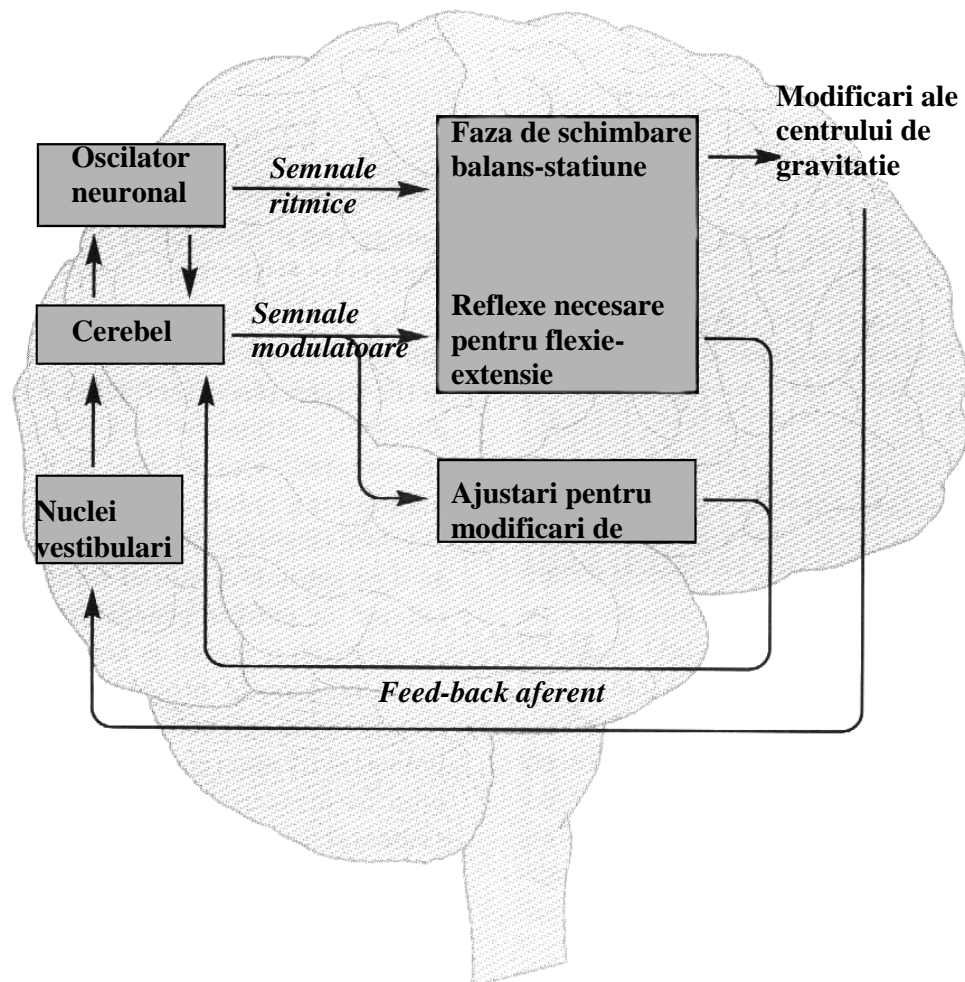 Modificari ale
centrului de
gravitatie
Faza de schimbare
balans-statiune
Oscilator
neuronal
Semnale
ritmice
Reflexe necesare
pentru flexie-
extensie
Cerebel
Semnale
modulatoare
Ajustari pentru
modificari de
Nuclei
vestibulari
Feed-back aferent